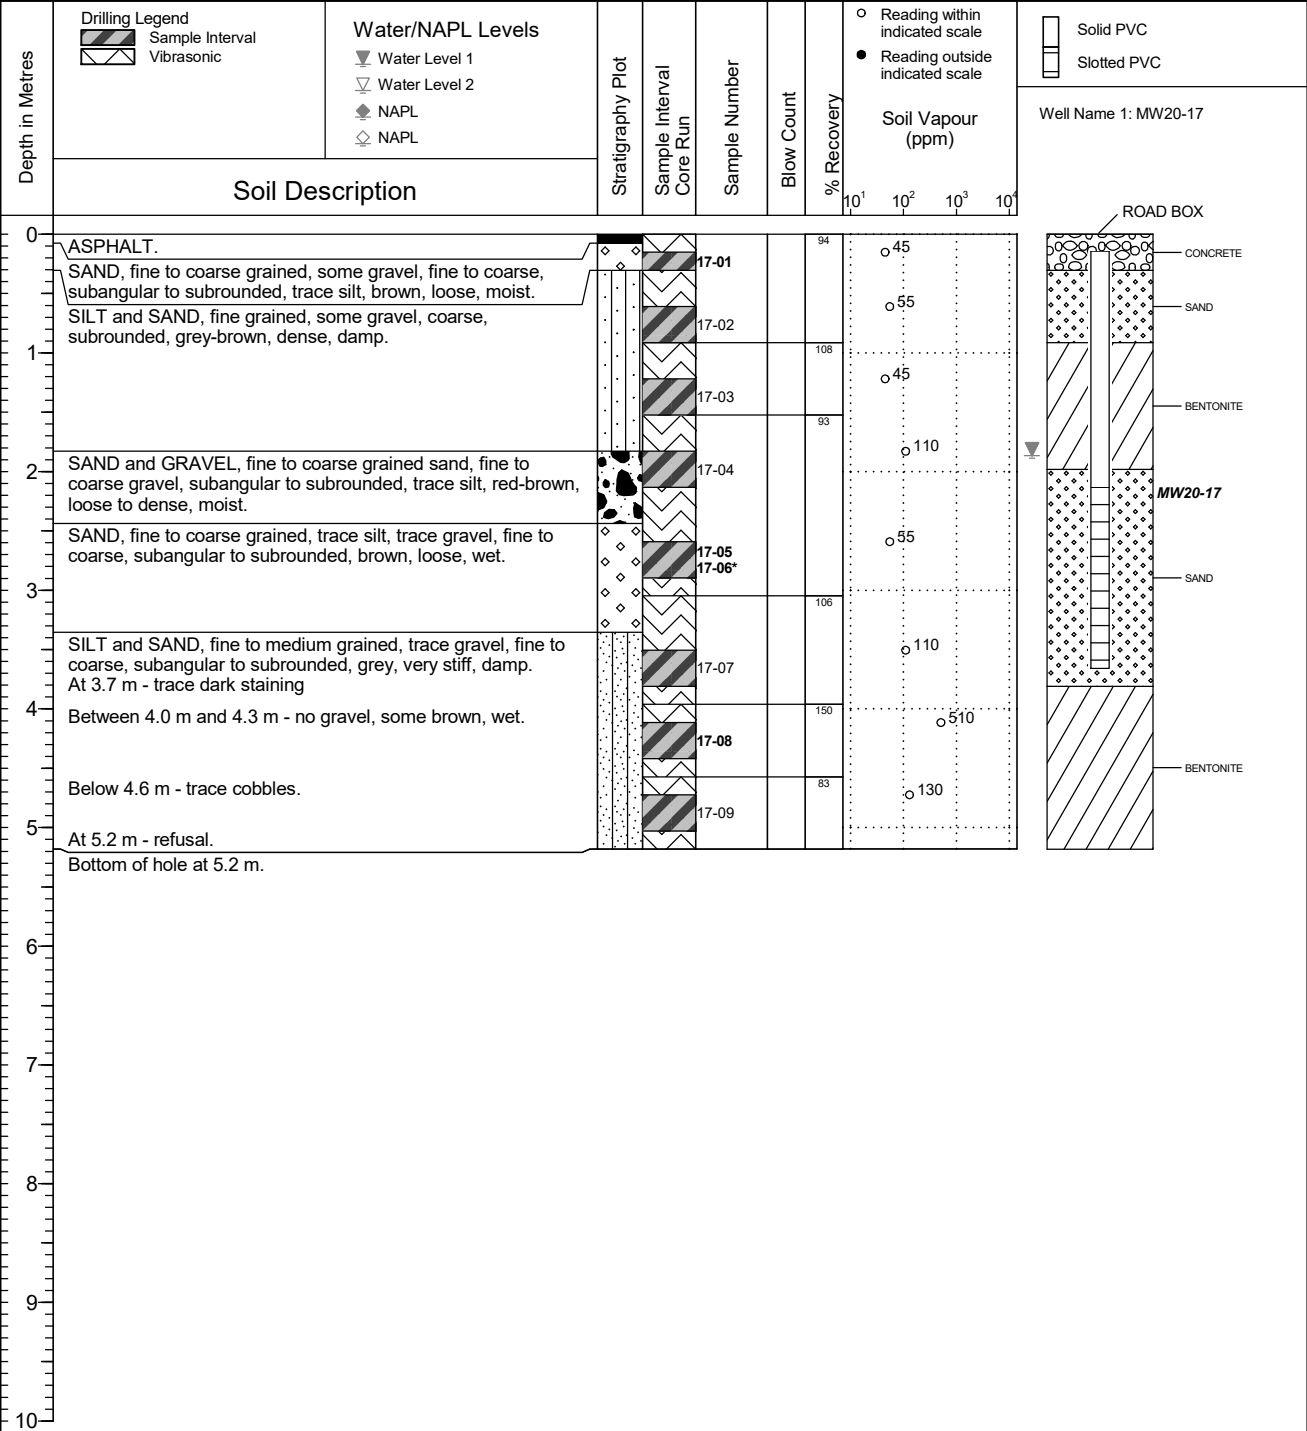 Drilling Legend
Sample Interval
Vibrasonic
Water/NAPL Levels
Water Level 1
Water Level 2
NAPL
NAPL
Depth in Metres
Soil Description
Stratigraphy Plot
Sample Interval
Core Run
Sample Number
Blow Count
% Recovery
Reading within
indicated scale
Reading outside
indicated scale
Soil Vapour
(ppm)
10¹ 10² 10³ 10⁴
Solid PVC
Slotted PVC
Well Name 1: MW20-17
ROAD BOX
0
ASPHALT.
94
45
CONCRETE
17-01
SAND, fine to coarse grained, some gravel, fine to coarse,
subangular to subrounded, trace silt, brown, loose, moist.
55
SAND
SILT and SAND, fine grained, some gravel, coarse,
subrounded, grey-brown, dense, damp.
17-02
1
108
45
17-03
BENTONITE
93
110
SAND and GRAVEL, fine to coarse grained sand, fine to
coarse gravel, subangular to subrounded, trace silt, red-brown,
loose to dense, moist.
17-04
2
MW20-17
SAND, fine to coarse grained, trace silt, trace gravel, fine to
coarse, subangular to subrounded, brown, loose, wet.
55
17-05
17-06*
SAND
3
106
SILT and SAND, fine to medium grained, trace gravel, fine to
coarse, subangular to subrounded, grey, very stiff, damp.
At 3.7 m - trace dark staining
110
17-07
4
Between 4.0 m and 4.3 m - no gravel, some brown, wet.
150
510
17-08
BENTONITE
Below 4.6 m - trace cobbles.
83
130
17-09
5
At 5.2 m - refusal.
Bottom of hole at 5.2 m.
6
7
8
9
10